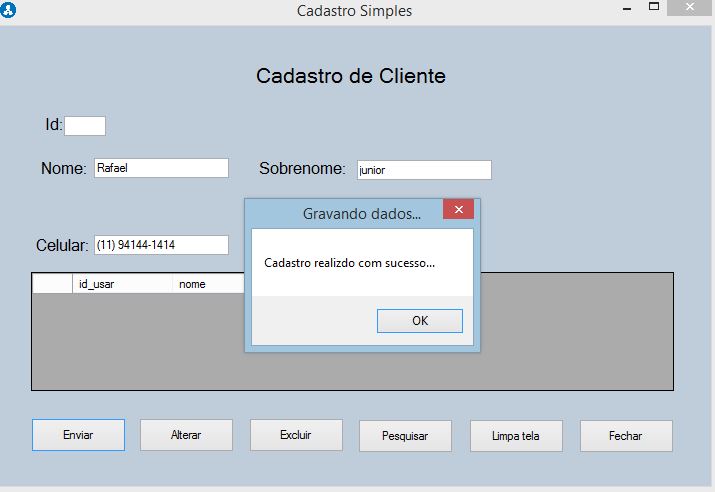 Cadastro Simples
Cadastro de Cliente
Id:
Nome: Rafael Sobrenome: junior
Gravando dados...
Celular: (11) 94144-1414
Cadastro realizdo com sucesso...
id_usar nome
OK
Enviar Alterar Excluir Pesquisar Limpa tela Fechar